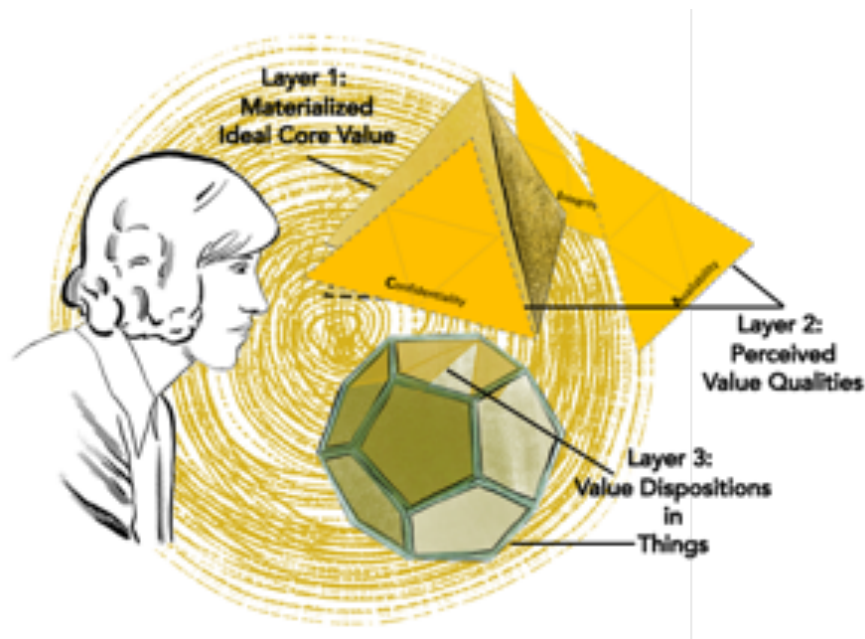 Layer 1:
Materialized
Ideal Core Value
Integrity
Confidentiality
Availability
Layer 2:
Perceived
Value Qualities
Layer 3:
Value Dispositions
in
Things